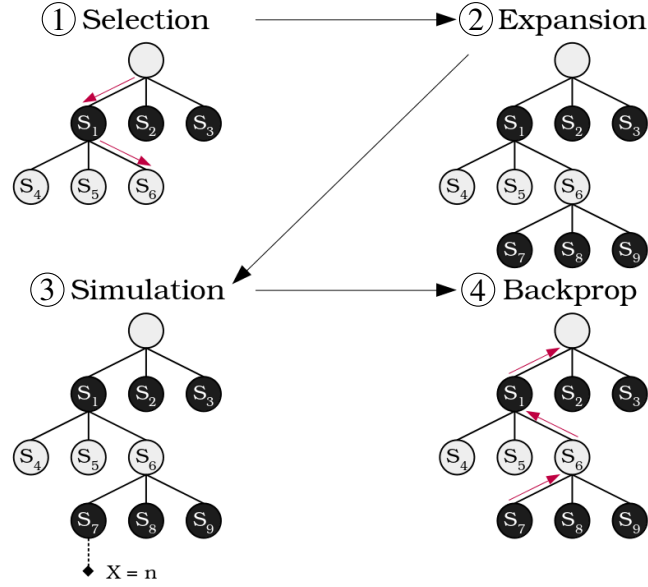 1 Selection
2 Expansion
S1 S2 S3
S4 S5 S6
S1 S2 S3
S4 S5 S6
S7 S8 S9
3 Simulation
4 Backprop
S1 S2 S3
S4 S5 S6
S7 S8 S9
X = n
S1 S2 S3
S4 S5 S6
S7 S8 S9